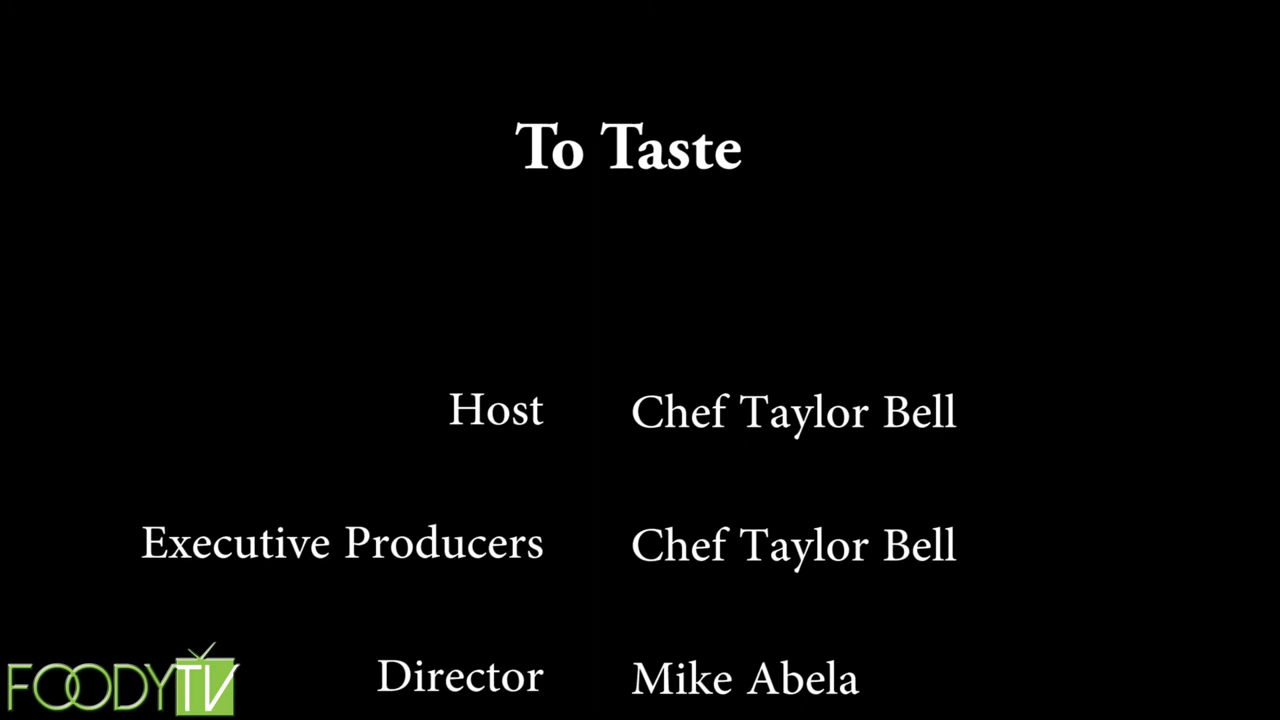 To Taste
Host Chef Taylor Bell
Executive Producers Chef Taylor Bell
Director Mike Abela
FOODYTV